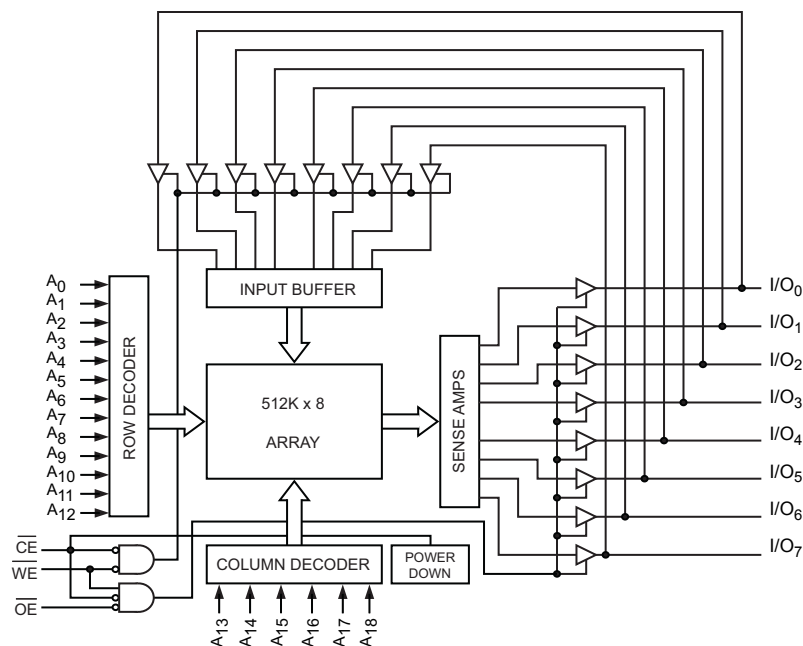 INPUT BUFFER
A0
A1
A2
A3
A4
A5
A6
A7
A8
A9
A10
A11
A12
ROW DECODER
512K x 8
ARRAY
SENSE AMPS
I/O0
I/O1
I/O2
I/O3
I/O4
I/O5
I/O6
I/O7
CE
WE
OE
COLUMN DECODER
POWER
DOWN
A13
A14
A15
A16
A17
A18